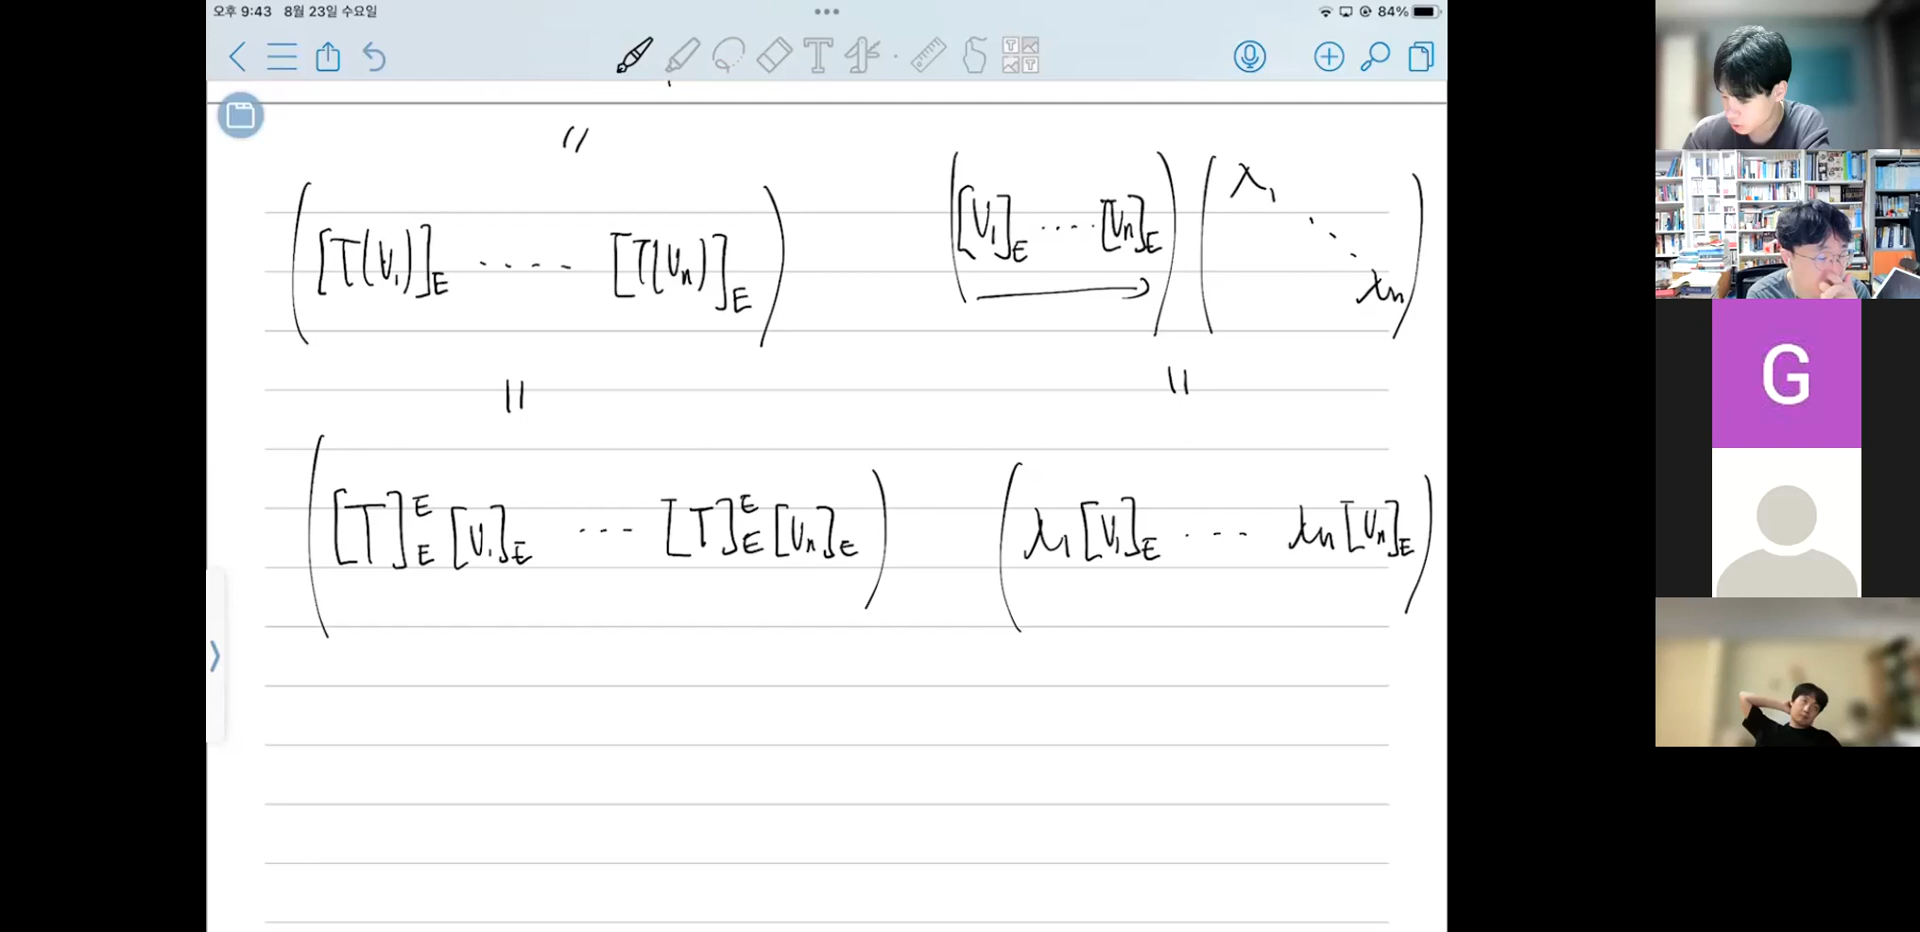 오후 9:43 8월 23일 수요일
84%
T
"
([T(v₁)]_E ..... [T(vₙ)]_E)
([v₁]_E .... [vₙ]_E) (λ₁ ⋱ λₙ)
||
||
([T]^E_E [v₁]_E ... [T]^E_E [vₙ]_E)
(λ₁[v₁]_E .... λₙ[vₙ]_E)
G